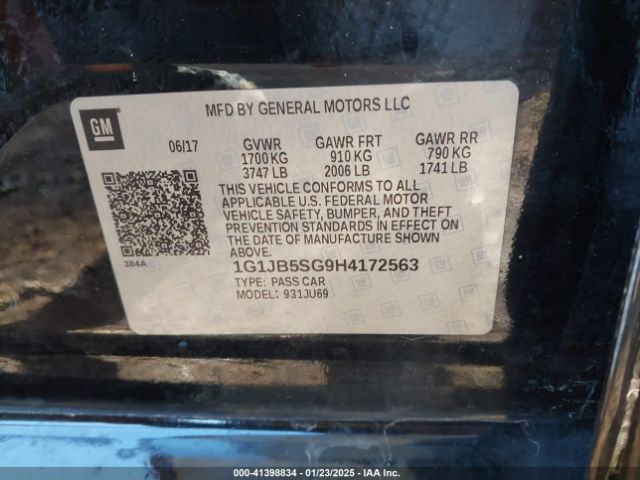 GM
MFD BY GENERAL MOTORS LLC
06/17 GVWR GAWR FRT GAWR RR
1700 KG 910 KG 790 KG
3747 LB 2006 LB 1741 LB
THIS VEHICLE CONFORMS TO ALL
APPLICABLE U.S. FEDERAL MOTOR
VEHICLE SAFETY, BUMPER, AND THEFT
PREVENTION STANDARDS IN EFFECT ON
THE DATE OF MANUFACTURE SHOWN
ABOVE.
384A
1G1JB5SG9H4172563
TYPE: PASS CAR
MODEL: 931JU69
000-41398834 / 01/23/2025 - IAA Inc.